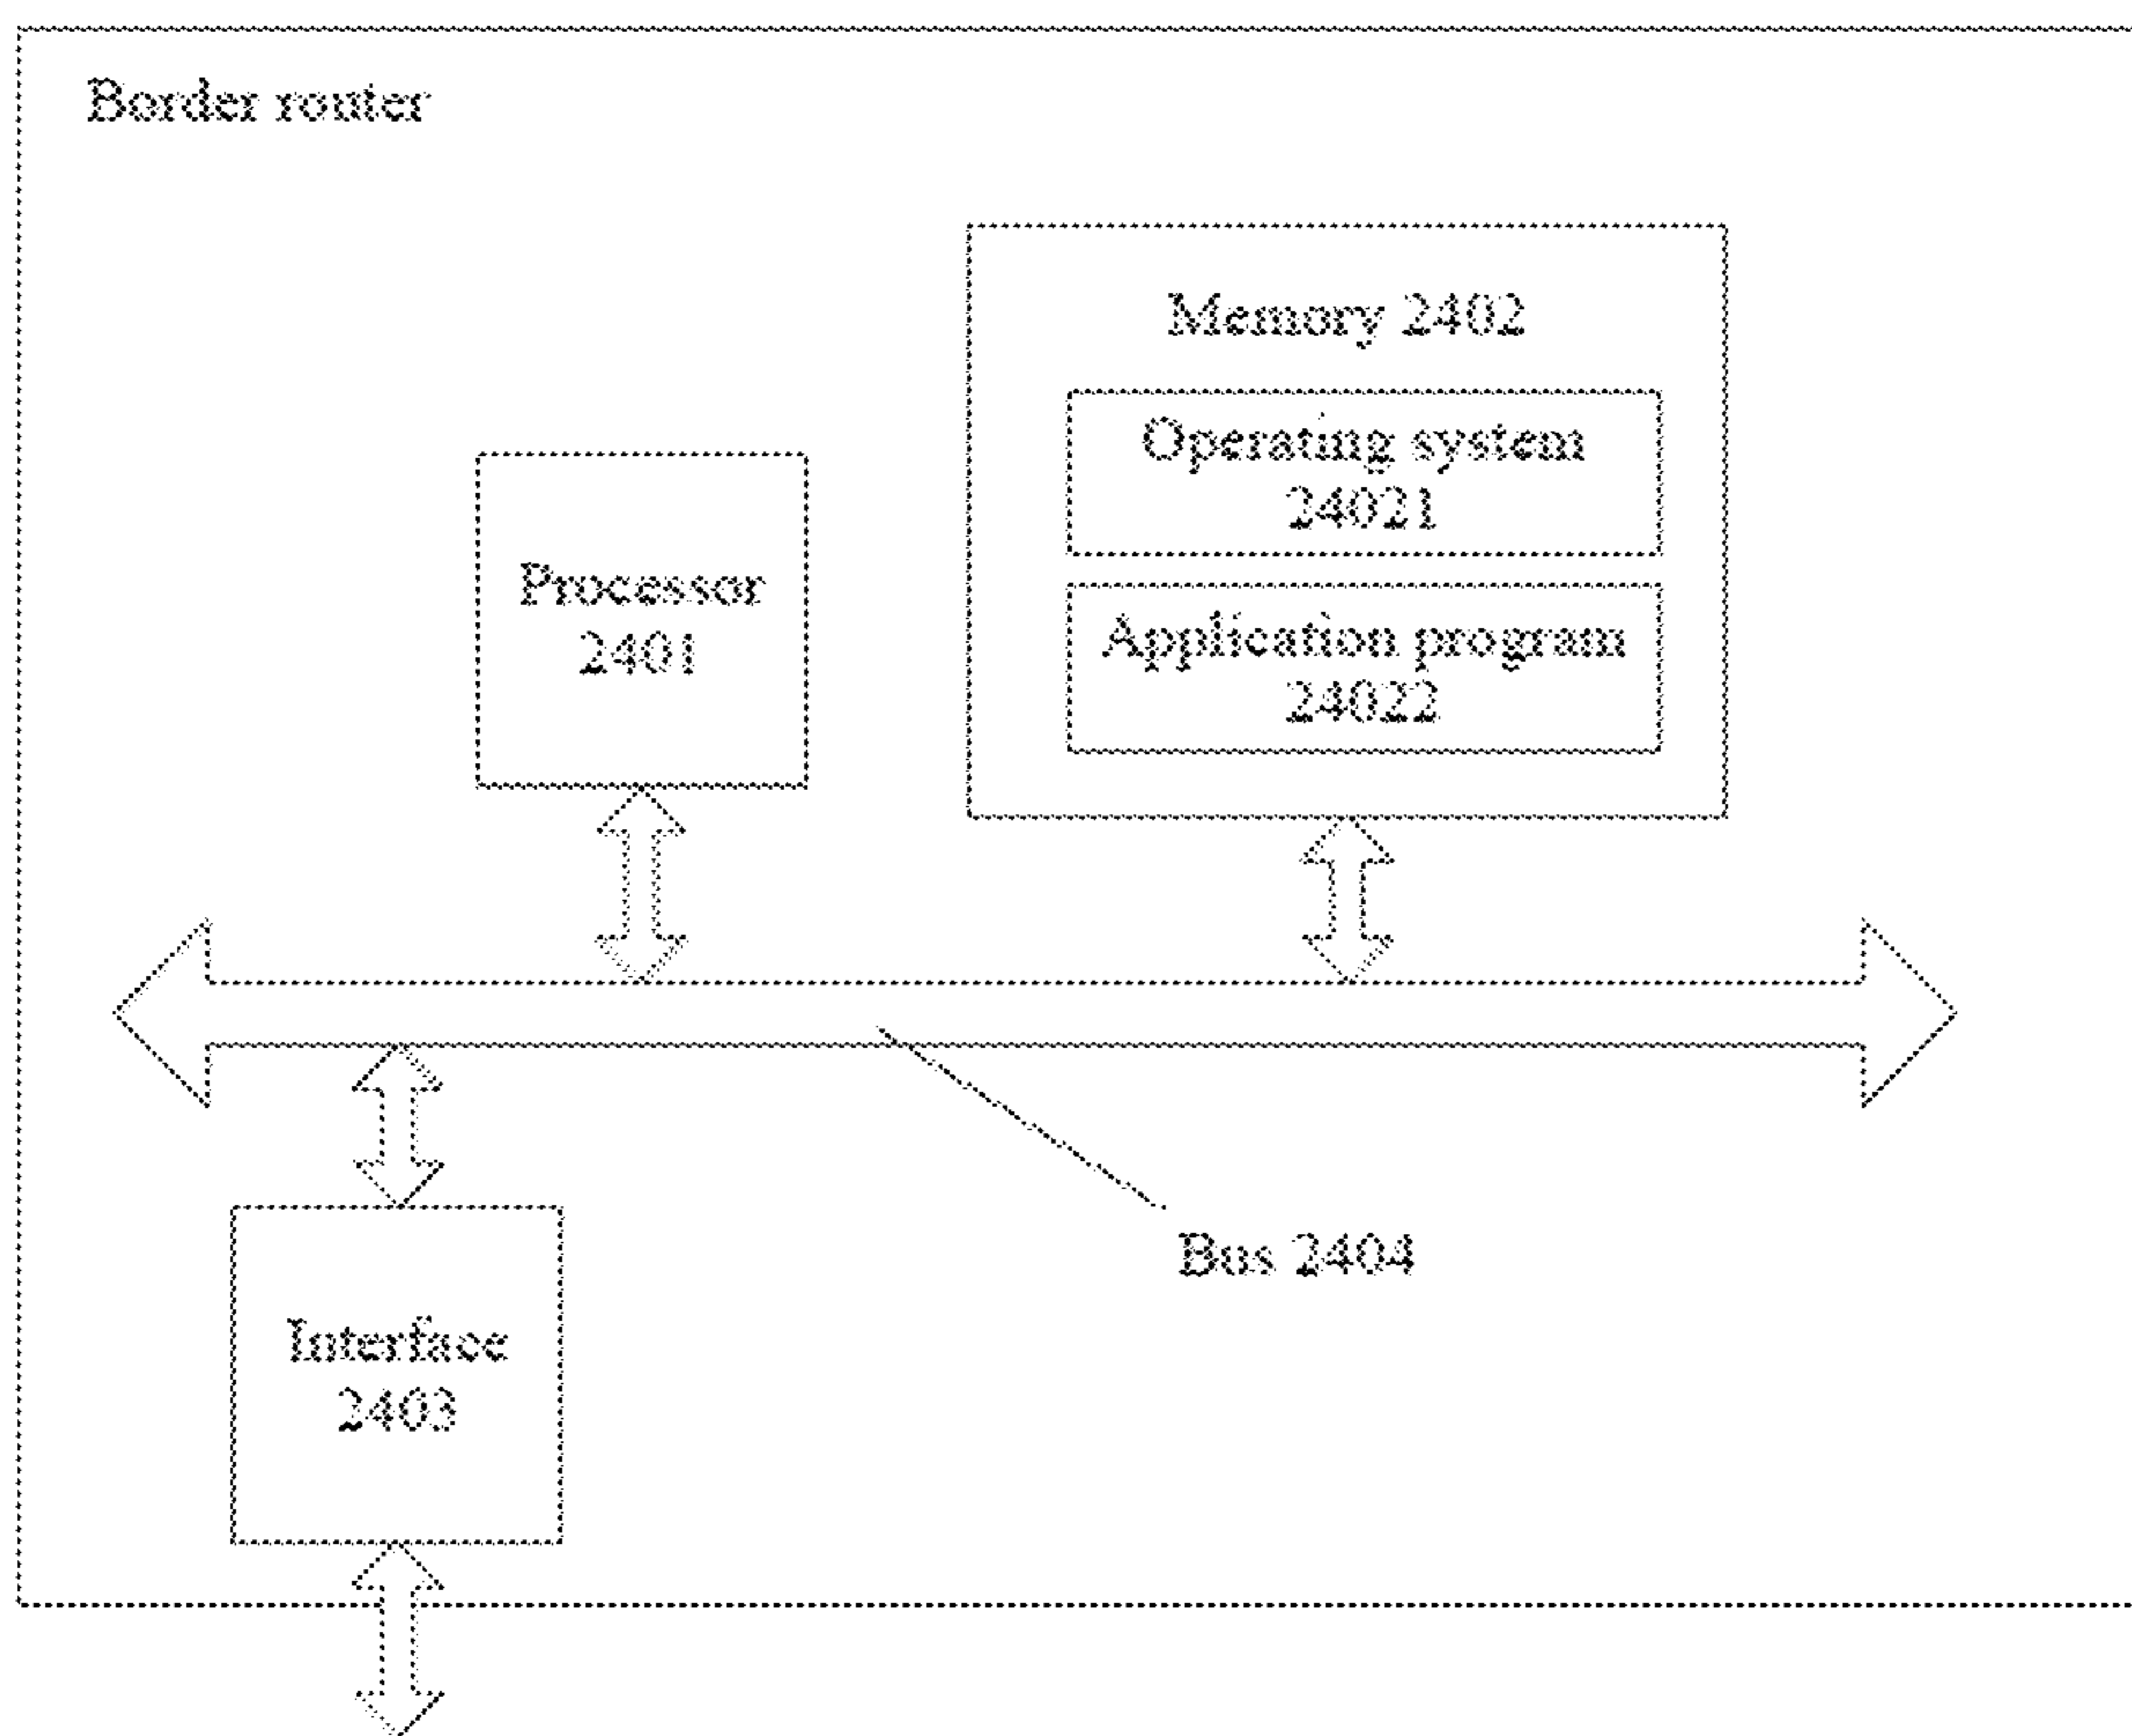 Border router
Memory 2402
Operating system
24021
Processor
2401
Application program
24022
Bus 2404
Interface
2403